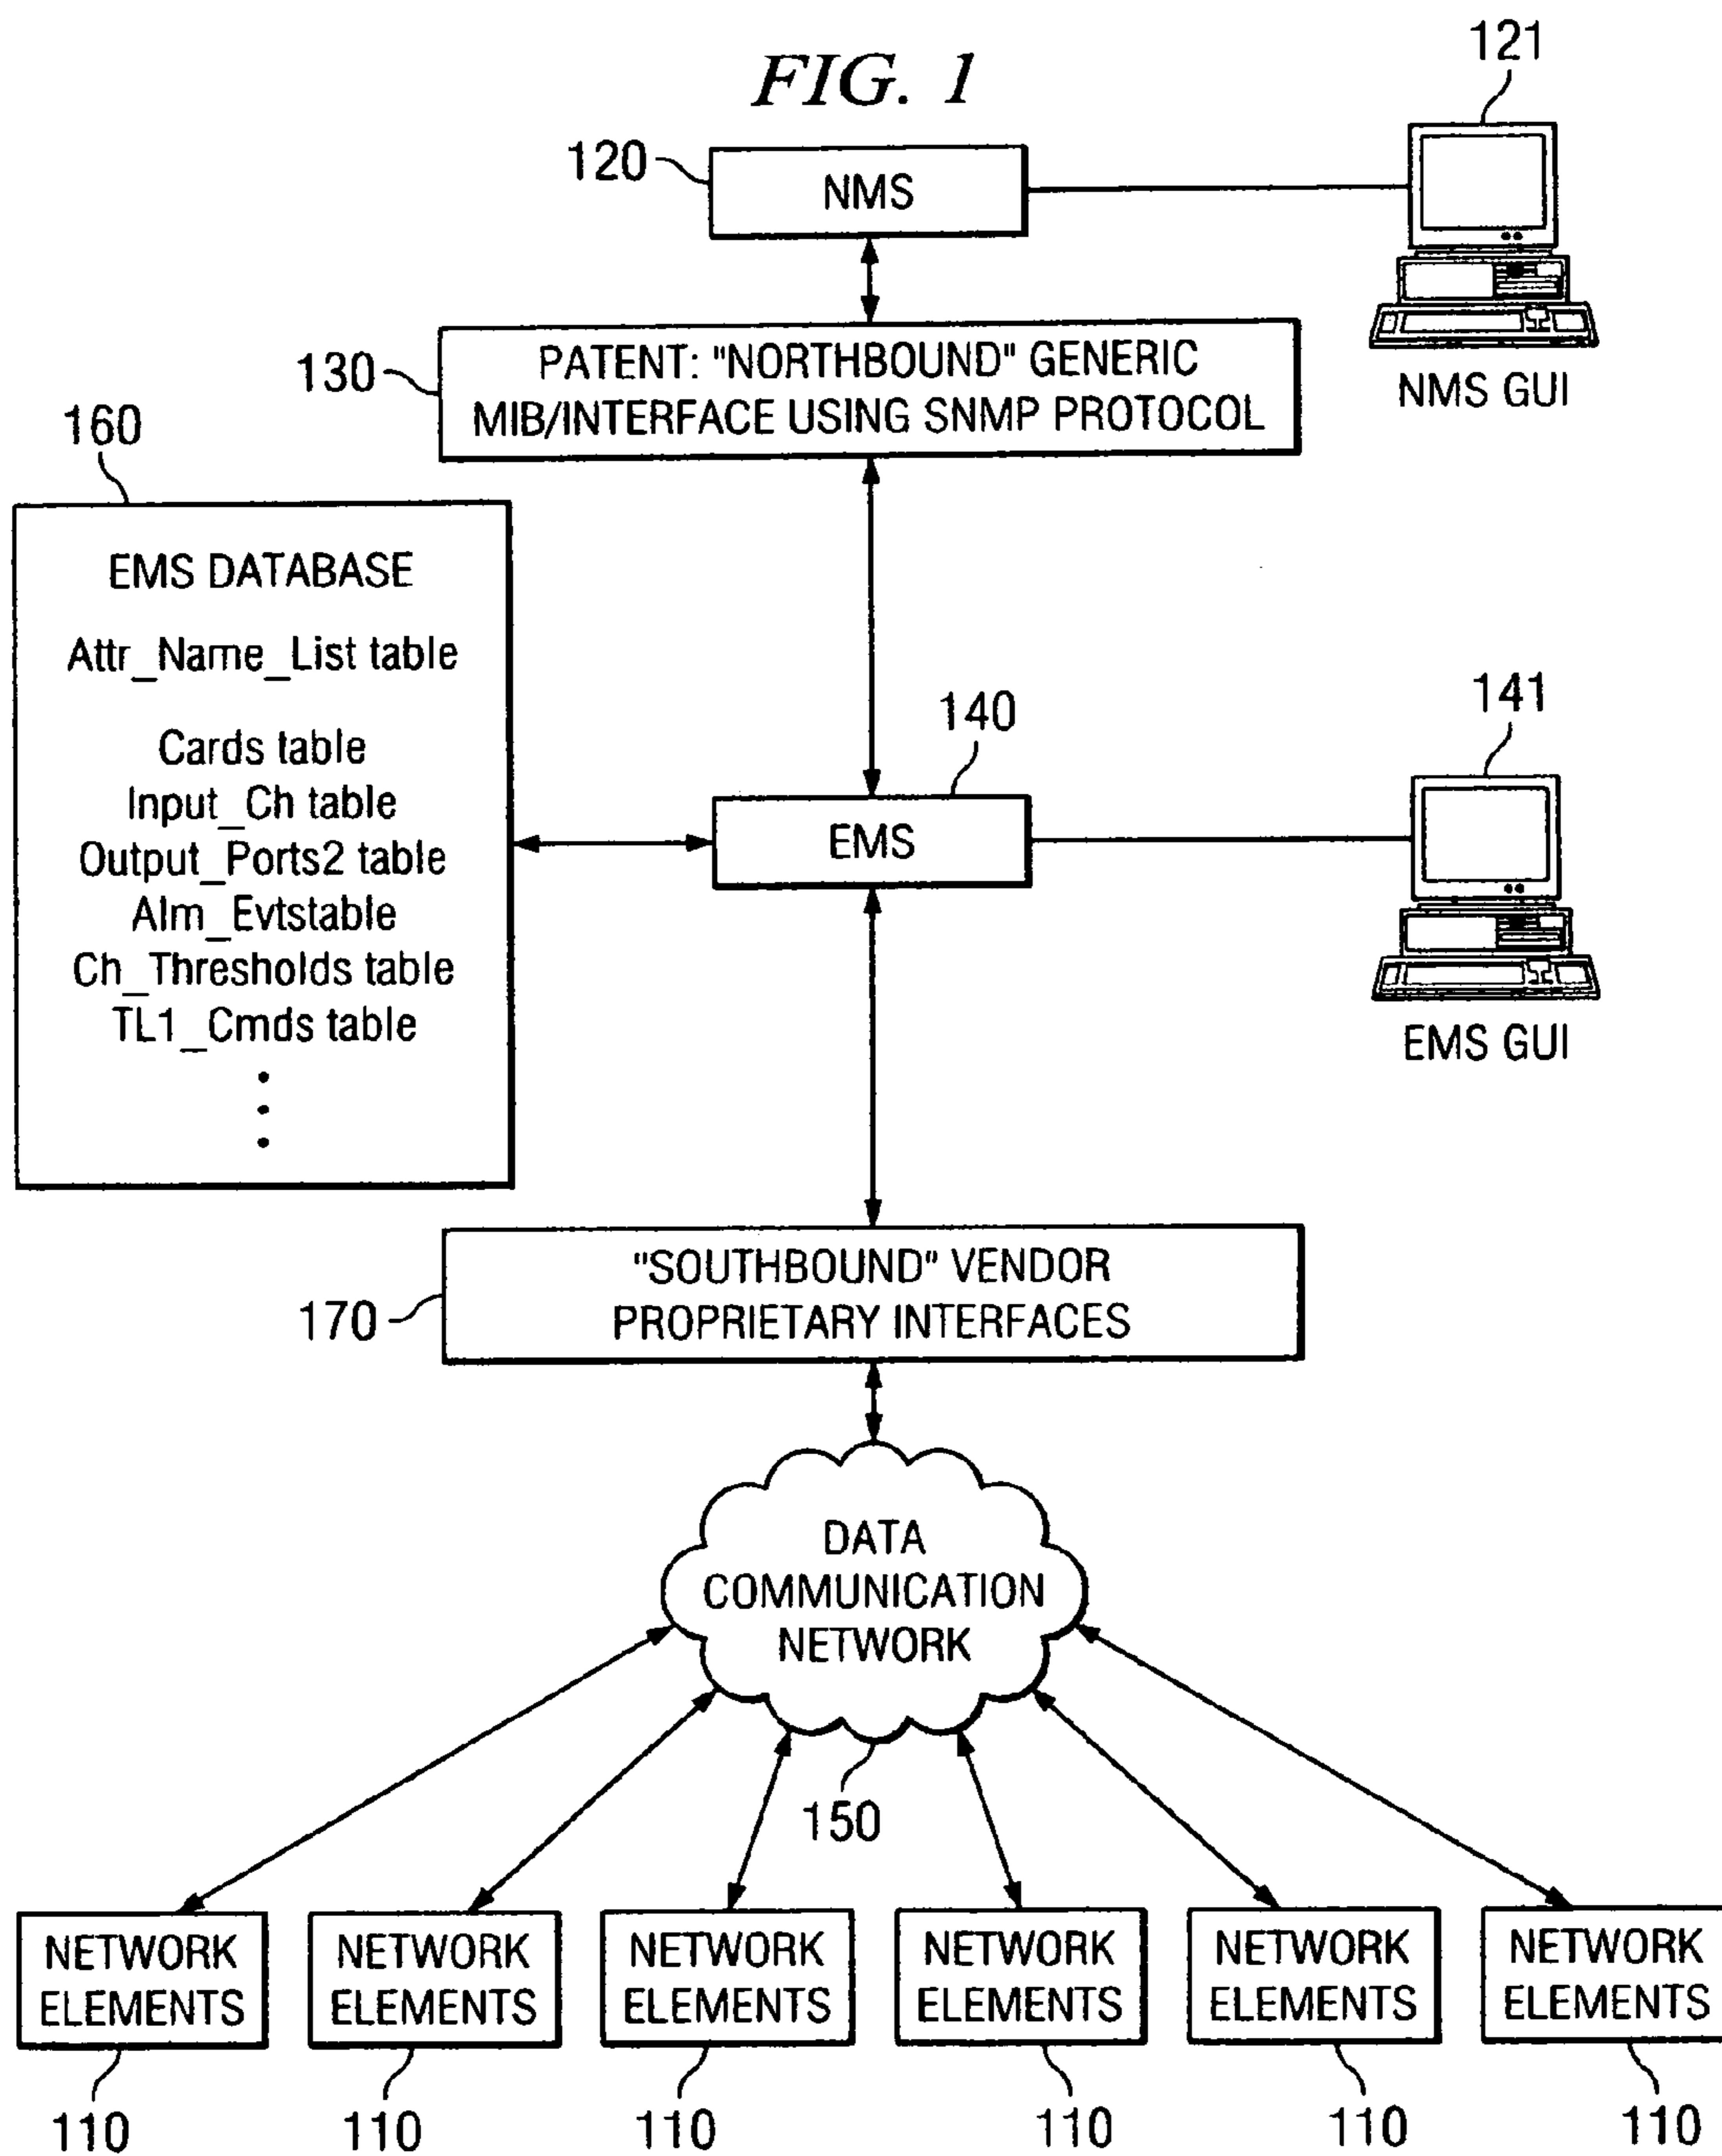 FIG. 1
121
120
NMS
130
PATENT: "NORTHBOUND" GENERIC
MIB/INTERFACE USING SNMP PROTOCOL
NMS GUI
160
EMS DATABASE
Attr_Name_List table
Cards table
Input_Ch table
Output_Ports2 table
Alm_Evtstable
Ch_Thresholds table
TL1_Cmds table
140
EMS
141
EMS GUI
170
"SOUTHBOUND" VENDOR
PROPRIETARY INTERFACES
DATA
COMMUNICATION
NETWORK
150
NETWORK
ELEMENTS
NETWORK
ELEMENTS
NETWORK
ELEMENTS
NETWORK
ELEMENTS
NETWORK
ELEMENTS
NETWORK
ELEMENTS
110
110
110
110
110
110